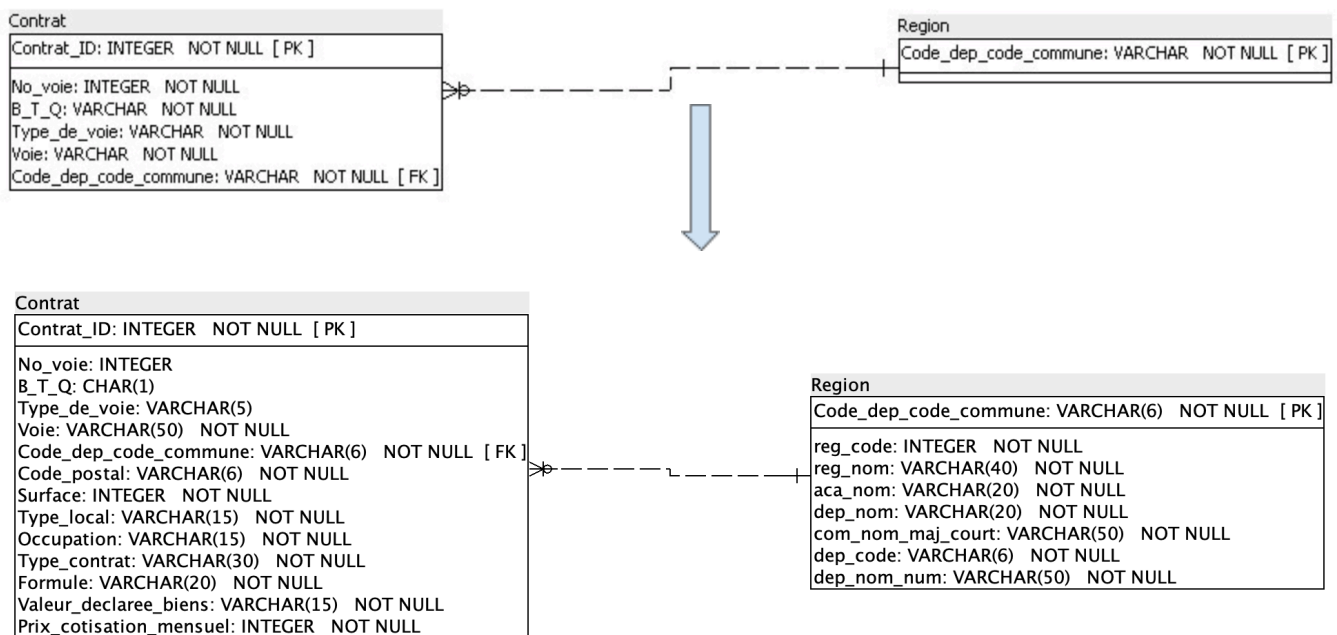 Contrat
Contrat_ID: INTEGER NOT NULL [ PK ]
No_voie: INTEGER NOT NULL
B_T_Q: VARCHAR NOT NULL
Type_de_voie: VARCHAR NOT NULL
Voie: VARCHAR NOT NULL
Code_dep_code_commune: VARCHAR NOT NULL [ FK ]
Region
Code_dep_code_commune: VARCHAR NOT NULL [ PK ]
Contrat
Contrat_ID: INTEGER NOT NULL [ PK ]
No_voie: INTEGER
B_T_Q: CHAR(1)
Type_de_voie: VARCHAR(5)
Voie: VARCHAR(50) NOT NULL
Code_dep_code_commune: VARCHAR(6) NOT NULL [ FK ]
Code_postal: VARCHAR(6) NOT NULL
Surface: INTEGER NOT NULL
Type_local: VARCHAR(15) NOT NULL
Occupation: VARCHAR(15) NOT NULL
Type_contrat: VARCHAR(30) NOT NULL
Formule: VARCHAR(20) NOT NULL
Valeur_declaree_biens: VARCHAR(15) NOT NULL
Prix_cotisation_mensuel: INTEGER NOT NULL
Region
Code_dep_code_commune: VARCHAR(6) NOT NULL [ PK ]
reg_code: INTEGER NOT NULL
reg_nom: VARCHAR(40) NOT NULL
aca_nom: VARCHAR(20) NOT NULL
dep_nom: VARCHAR(20) NOT NULL
com_nom_maj_court: VARCHAR(50) NOT NULL
dep_code: VARCHAR(6) NOT NULL
dep_nom_num: VARCHAR(50) NOT NULL